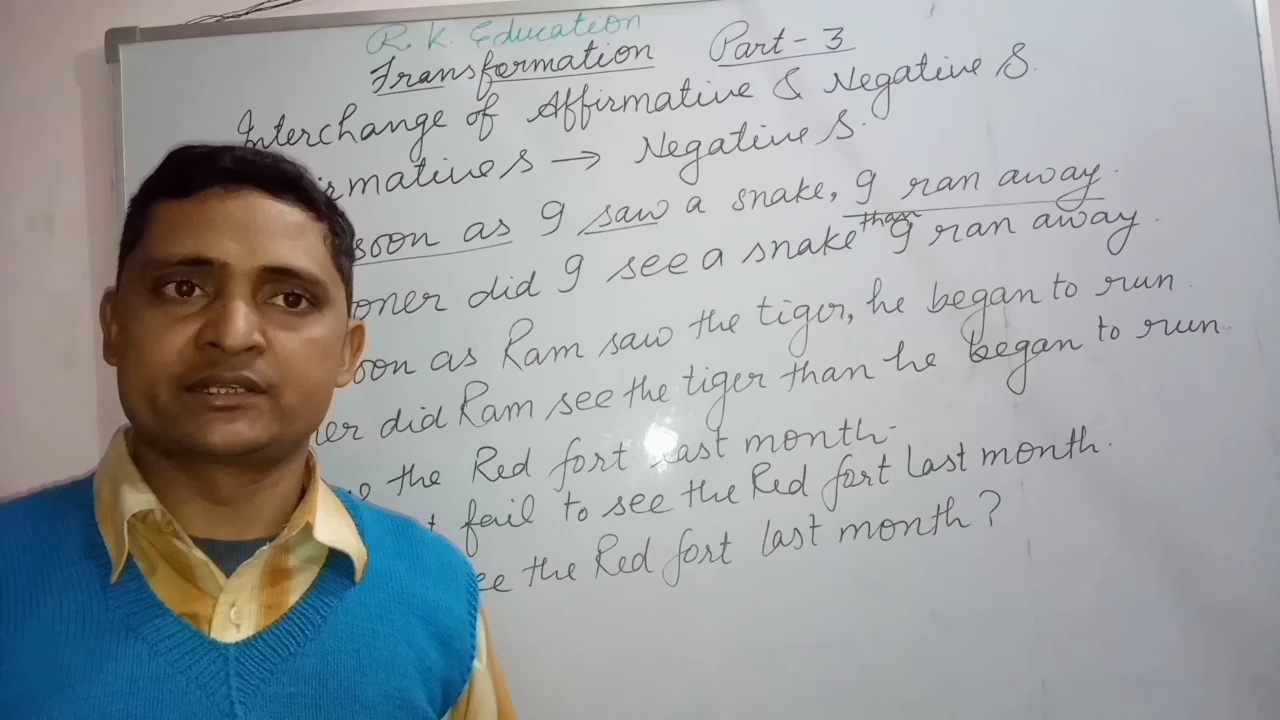 R. K. Education
Transformation Part-3
Interchange of Affirmative & Negative S.
rmative S → Negative S.
soon as I saw a snake, I ran away.
oner did I see a snake than I ran away.
oon as Ram saw the tiger, he began to run.
er did Ram see the tiger than he began to run.
the Red fort last month.
fail to see the Red fort last month.
ee the Red fort last month?